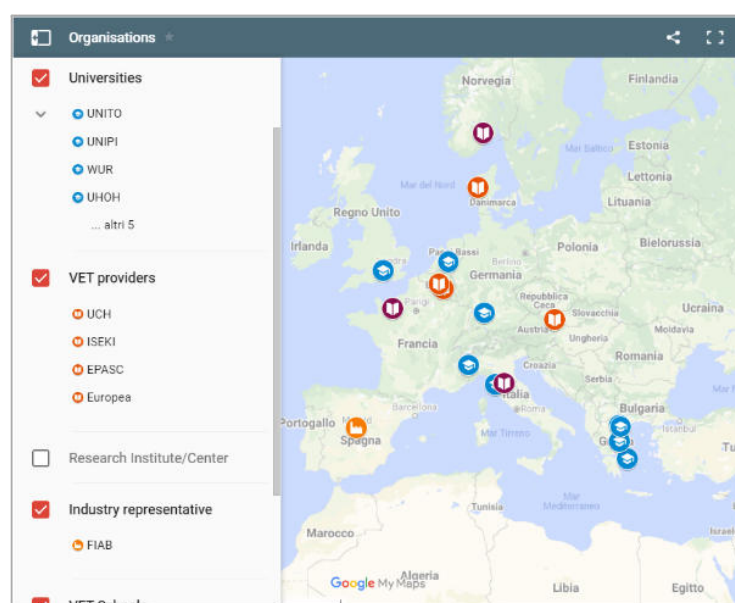 Organisations
Universities
UNITO
UNIPI
WUR
UHOH
... altri 5
VET providers
UCH
ISEKI
EPASC
Europea
Research Institute/Center
Industry representative
FIAB
Norvegia
Finlandia
Mar Baltico
Estonia
Lettonia
Mar del Nord
Danimarca
Lituania
Regno Unito
Irlanda
Bielorussia
Polonia
Berlino
Germania
Parigi
Repubblica
Ceca
Slovacchia
Ucraina
Austria
Moldavia
Ungheria
Francia
Romania
Croazia
Serbia
Italia
Bulgaria
Barcellona
Roma
Istanbul
Portogallo
Spagna
Mar Tirreno
Tunisia
Mar
Mediterraneo
Marocco
Algeria
Google My Maps
Libia
Egitto